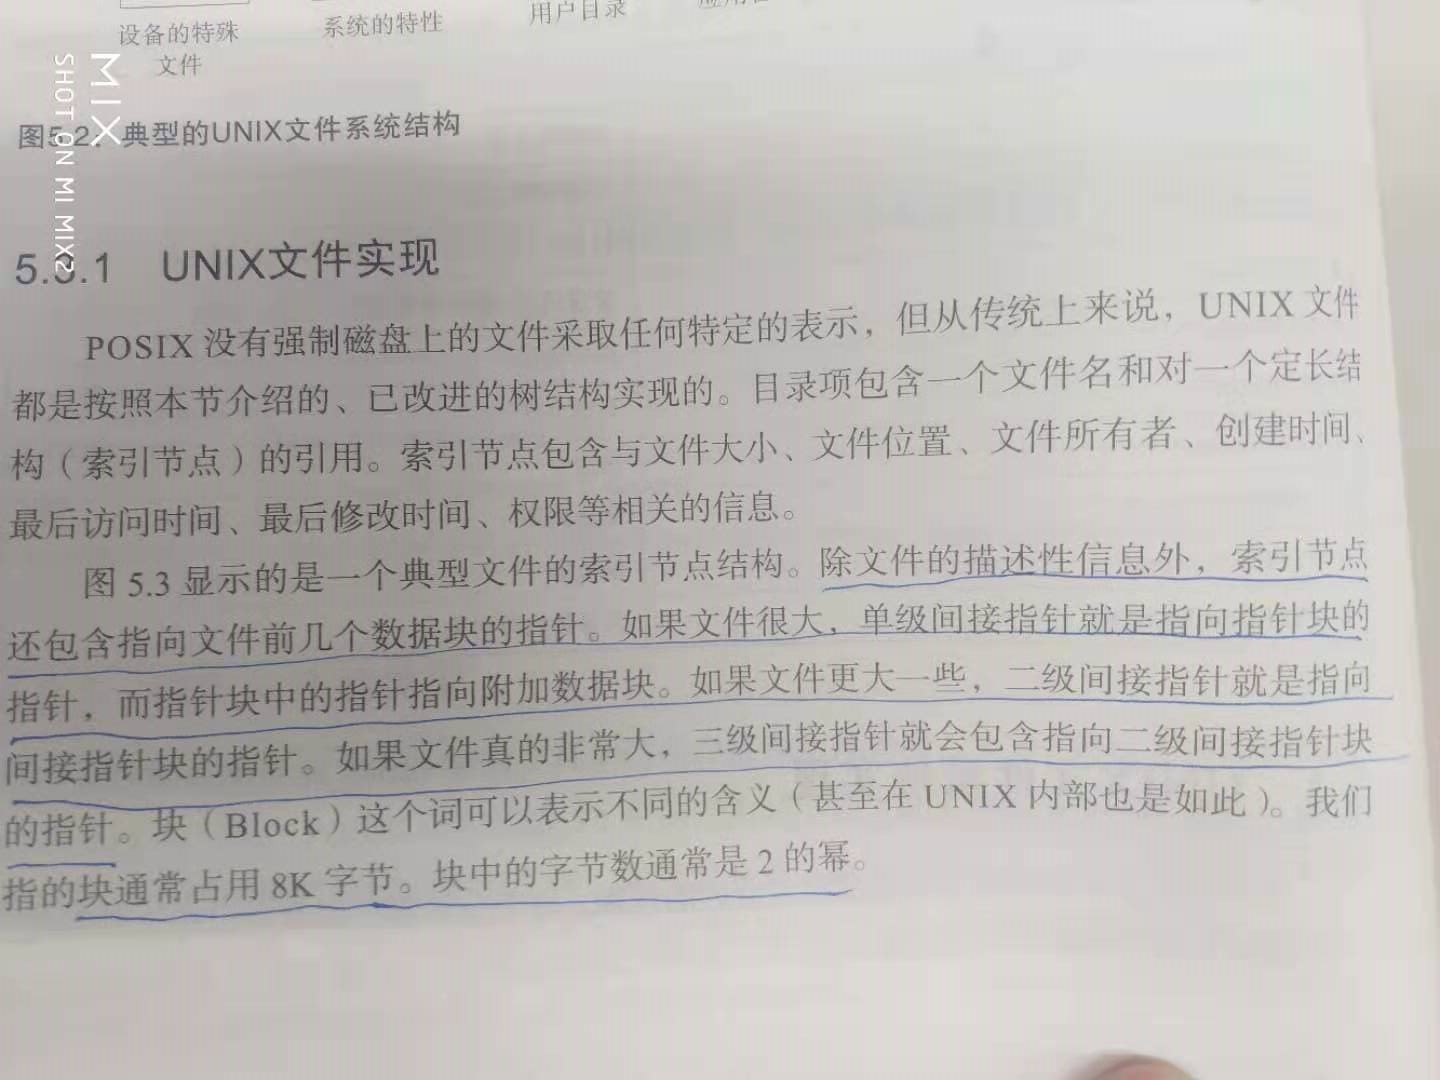 设备的特殊
文件
系统的特性
用户目录
图5.2: 典型的UNIX文件系统结构
MIX
SHOT ON MI MIX2
5.3.1 UNIX文件实现
POSIX 没有强制磁盘上的文件采取任何特定的表示，但从传统上来说，UNIX 文件
都是按照本节介绍的、已改进的树结构实现的。目录项包含一个文件名和对一个定长结
构（索引节点）的引用。索引节点包含与文件大小、文件位置、文件所有者、创建时间、
最后访问时间、最后修改时间、权限等相关的信息。
图 5.3 显示的是一个典型文件的索引节点结构。除文件的描述性信息外，索引节点
还包含指向文件前几个数据块的指针。如果文件很大，单级间接指针就是指向指针块的
指针，而指针块中的指针指向附加数据块。如果文件更大一些，二级间接指针就是指向
间接指针块的指针。如果文件真的非常大，三级间接指针就会包含指向二级间接指针块
的指针。块（Block）这个词可以表示不同的含义（甚至在 UNIX 内部也是如此）。我们
指的块通常占用 8K 字节。块中的字节数通常是 2 的幂。